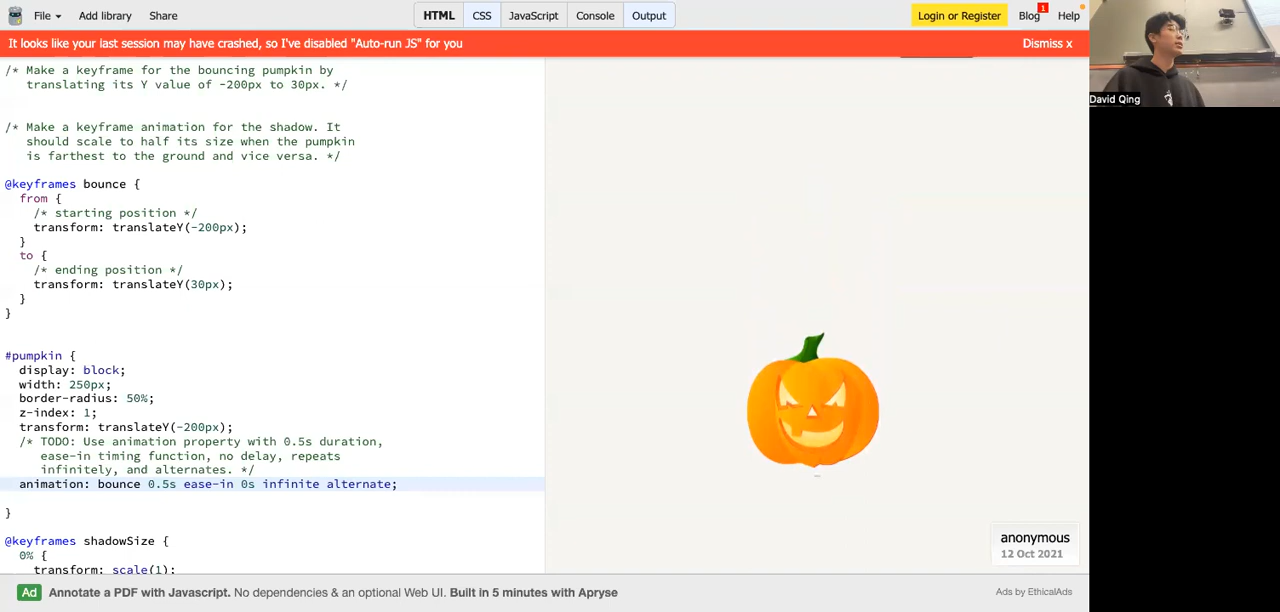 File Add library Share HTML CSS JavaScript Console Output Login or Register Blog 1 Help
It looks like your last session may have crashed, so I've disabled "Auto-run JS" for you Dismiss x
David Qing
/* Make a keyframe for the bouncing pumpkin by
translating its Y value of -200px to 30px. */
/* Make a keyframe animation for the shadow. It
should scale to half its size when the pumpkin
is farthest to the ground and vice versa. */
@keyframes bounce {
from {
/* starting position */
transform: translateY(-200px);
}
to {
/* ending position */
transform: translateY(30px);
}
}
#pumpkin {
display: block;
width: 250px;
border-radius: 50%;
z-index: 1;
transform: translateY(-200px);
/* TODO: Use animation property with 0.5s duration,
ease-in timing function, no delay, repeats
infinitely, and alternates. */
animation: bounce 0.5s ease-in 0s infinite alternate;
}
@keyframes shadowSize {
0% {
transform: scale(1);
anonymous
12 Oct 2021
Ad Annotate a PDF with Javascript. No dependencies & an optional Web UI. Built in 5 minutes with Apryse Ads by EthicalAds